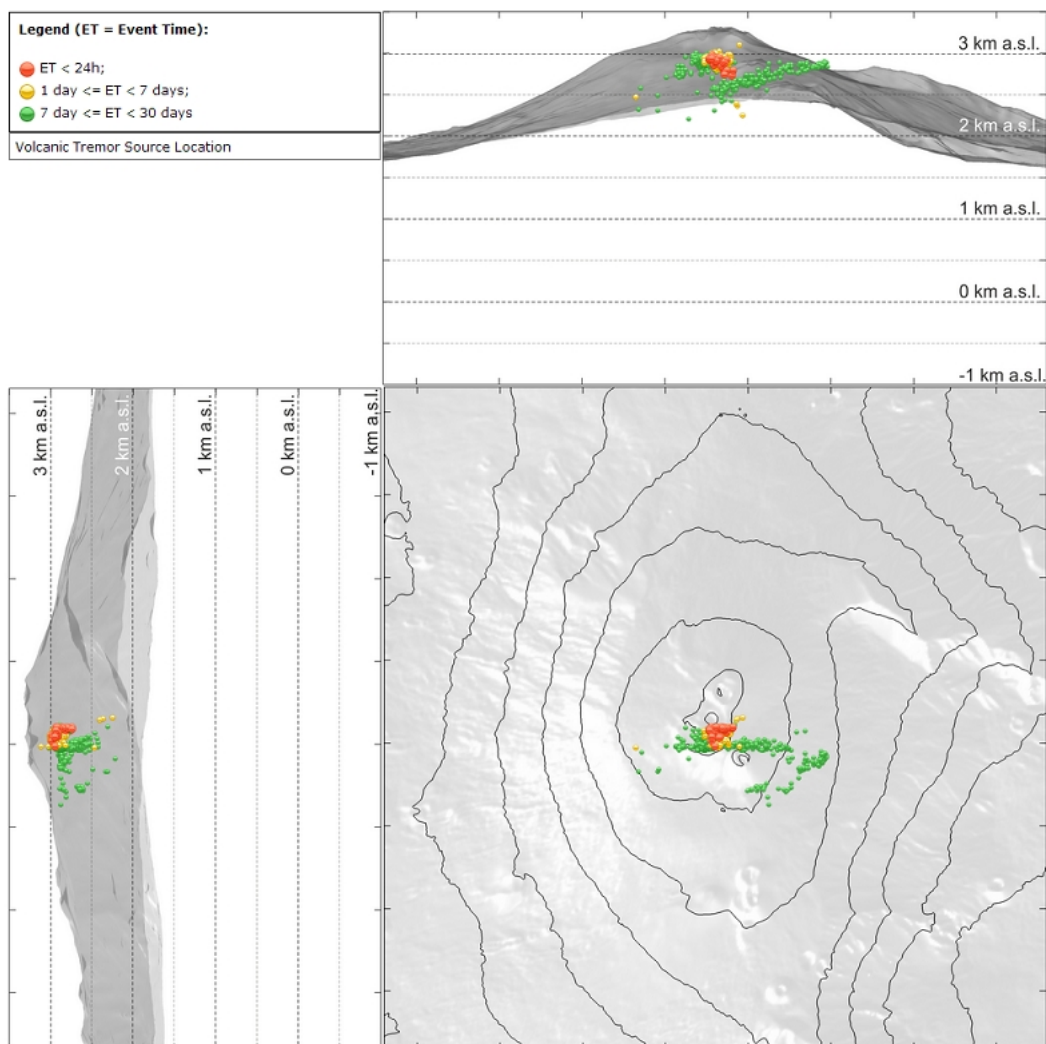 Legend (ET = Event Time):
ET < 24h;
1 day <= ET < 7 days;
7 day <= ET < 30 days
Volcanic Tremor Source Location
3 km a.s.l.
2 km a.s.l.
1 km a.s.l.
0 km a.s.l.
-1 km a.s.l.
3 km a.s.l.
2 km a.s.l.
1 km a.s.l.
0 km a.s.l.
-1 km a.s.l.